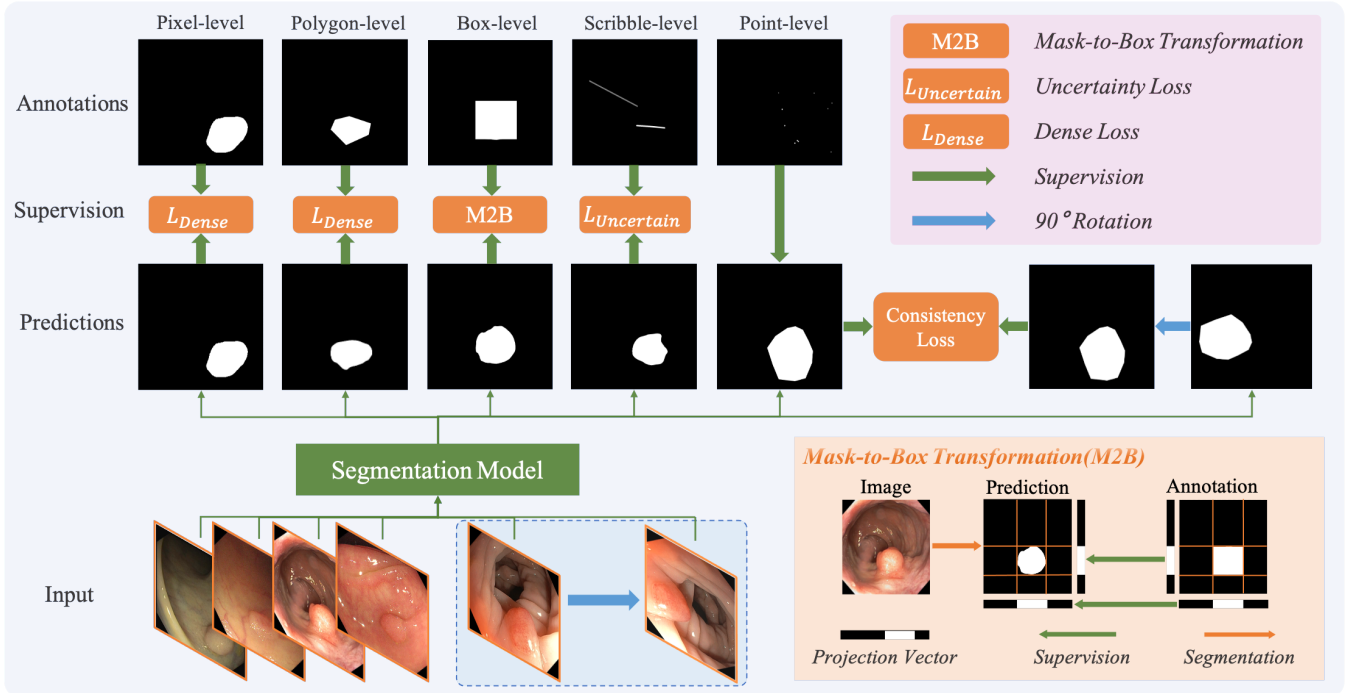 Pixel-level
Polygon-level
Box-level
Scribble-level
Point-level
Annotations
Supervision
L_Dense
L_Dense
M2B
L_Uncertain
Predictions
Consistency
Loss
Segmentation Model
Input
M2B
Mask-to-Box Transformation
L_Uncertain
Uncertainty Loss
L_Dense
Dense Loss
Supervision
90° Rotation
Mask-to-Box Transformation(M2B)
Image
Prediction
Annotation
Projection Vector
Supervision
Segmentation